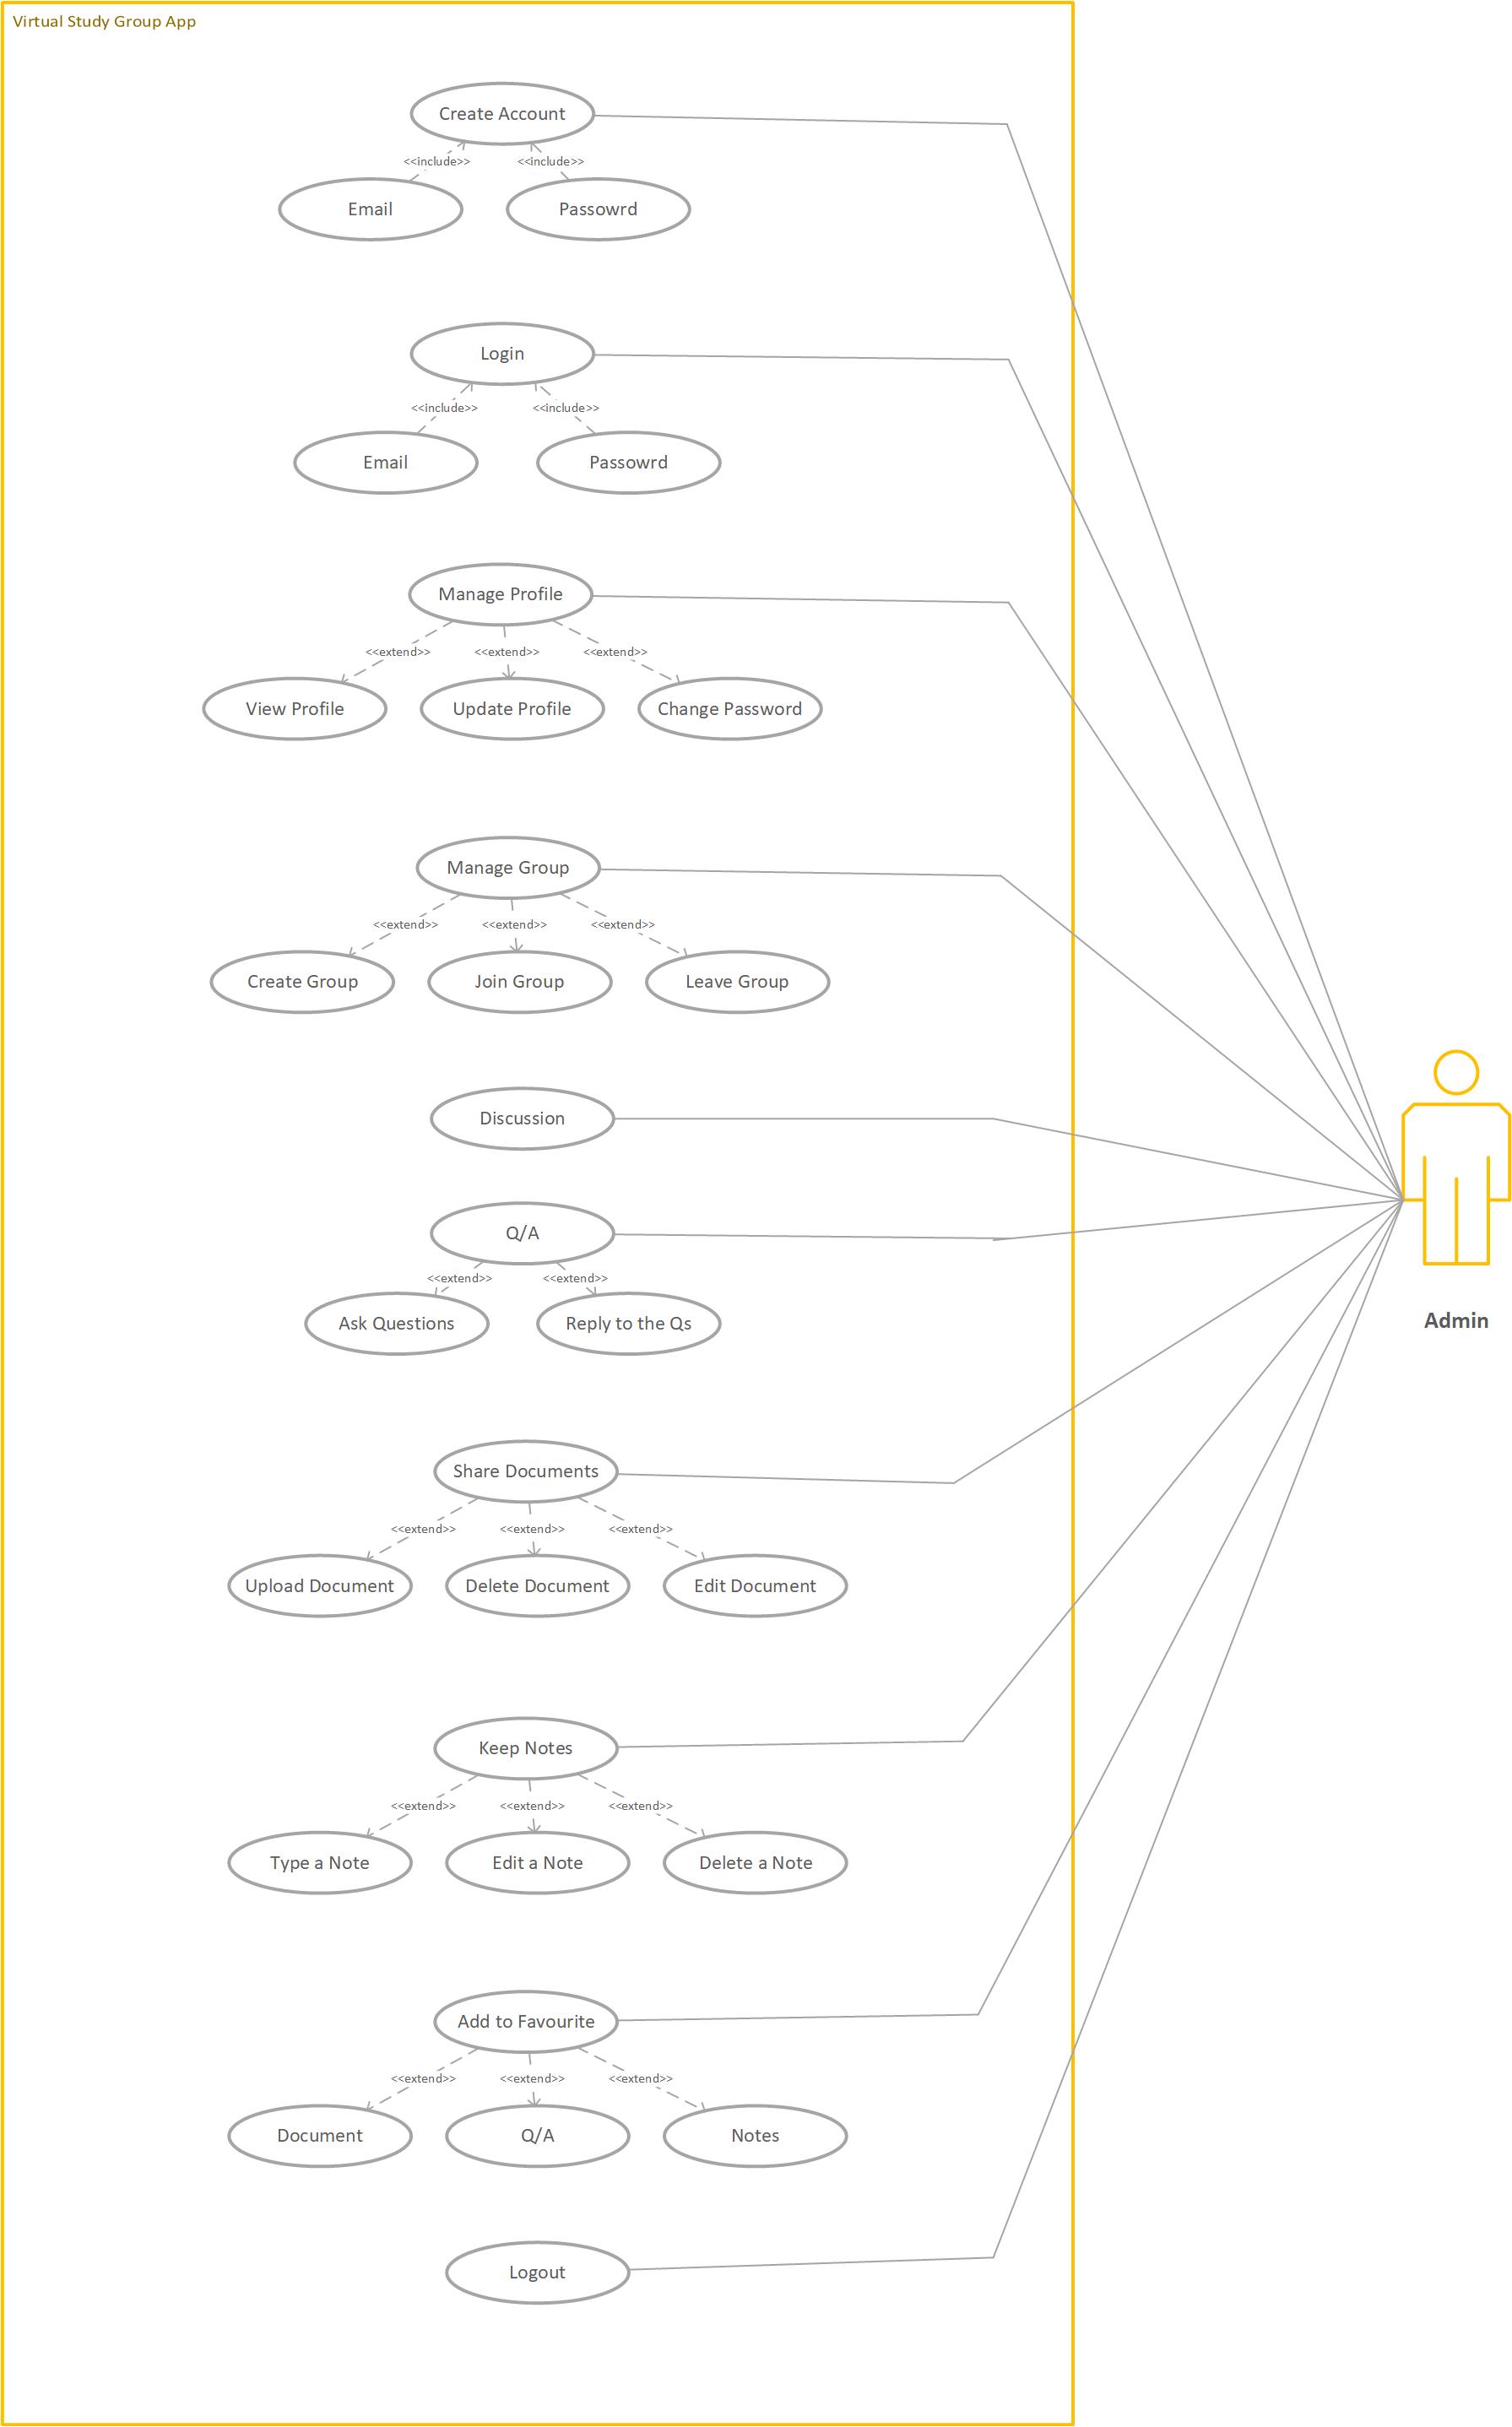 Virtual Study Group App
Create Account
<<include>> <<include>>
Email Passowrd
Login
<<include>> <<include>>
Email Passowrd
Manage Profile
<<extend>> <<extend>> <<extend>>
View Profile Update Profile Change Password
Manage Group
<<extend>> <<extend>> <<extend>>
Create Group Join Group Leave Group
Discussion
Q/A
<<extend>> <<extend>>
Ask Questions Reply to the Qs
Admin
Share Documents
<<extend>> <<extend>> <<extend>>
Upload Document Delete Document Edit Document
Keep Notes
<<extend>> <<extend>> <<extend>>
Type a Note Edit a Note Delete a Note
Add to Favourite
<<extend>> <<extend>> <<extend>>
Document Q/A Notes
Logout